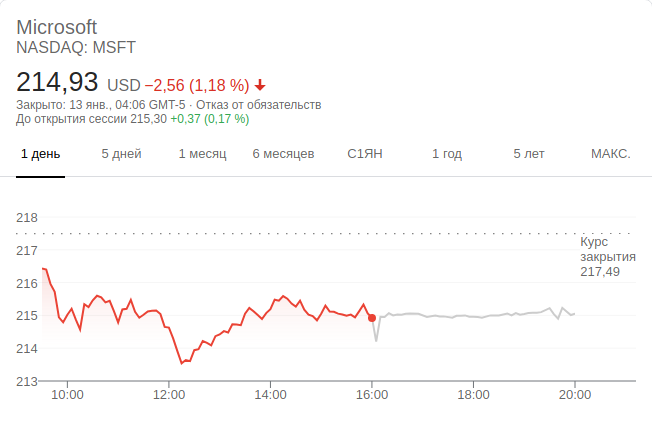 Microsoft
NASDAQ: MSFT
214,93 USD −2,56 (1,18 %)
Закрыто: 13 янв., 04:06 GMT-5 · Отказ от обязательств
До открытия сессии 215,30 +0,37 (0,17 %)
1 день 5 дней 1 месяц 6 месяцев С1ЯН 1 год 5 лет МАКС.
218
Курс
217
закрытия
217,49
216
215
214
213
10:00 12:00 14:00 16:00 18:00 20:00